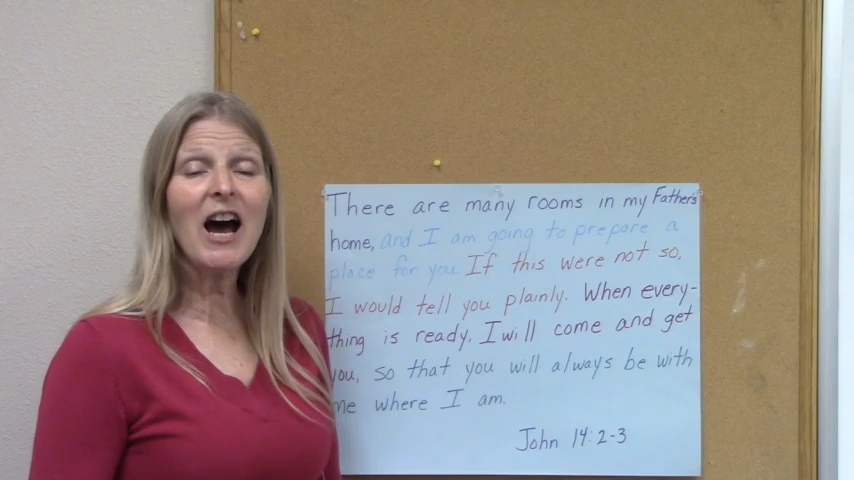 There are many rooms in my Father's
home, and I am going to prepare a
place for you. If this were not so,
I would tell you plainly. When every-
thing is ready, I will come and get
you, so that you will always be with
me where I am.
John 14:2-3